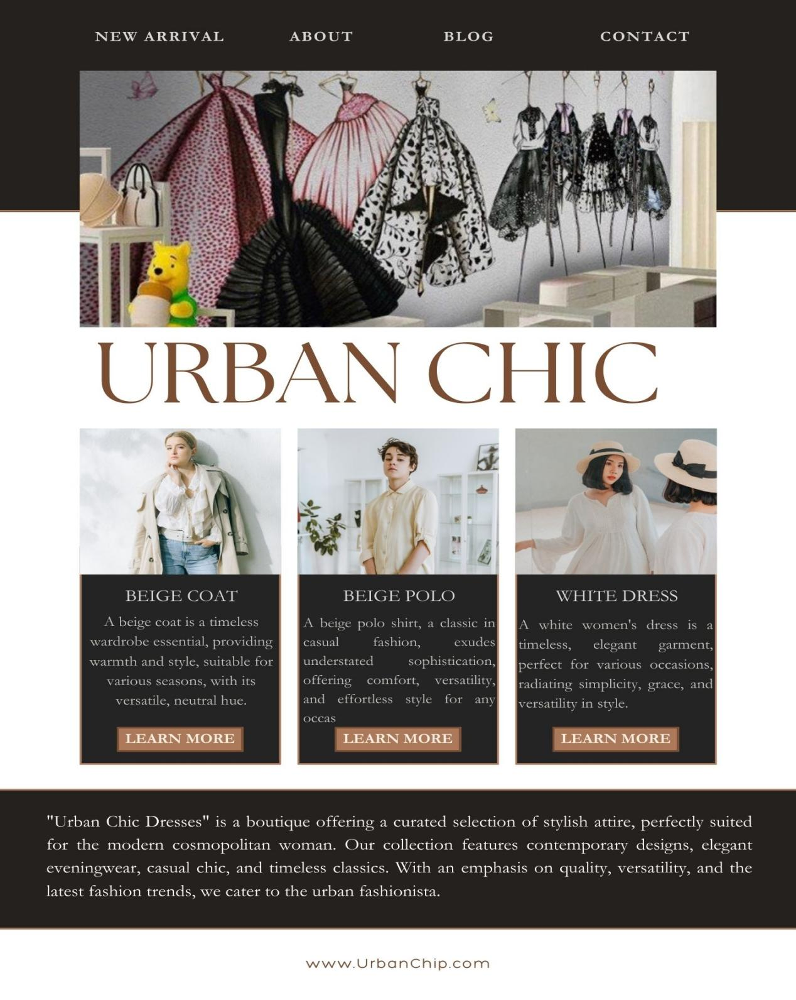 NEW ARRIVAL ABOUT BLOG CONTACT
URBAN CHIC
BEIGE COAT
A beige coat is a timeless
wardrobe essential, providing
warmth and style, suitable for
various seasons, with its
versatile, neutral hue.
LEARN MORE
BEIGE POLO
A beige polo shirt, a classic in
casual fashion, exudes
understated sophistication,
offering comfort, versatility,
and effortless style for any
occas
LEARN MORE
WHITE DRESS
A white women's dress is a
timeless, elegant garment,
perfect for various occasions,
radiating simplicity, grace, and
versatility in style.
LEARN MORE
"Urban Chic Dresses" is a boutique offering a curated selection of stylish attire, perfectly suited
for the modern cosmopolitan woman. Our collection features contemporary designs, elegant
eveningwear, casual chic, and timeless classics. With an emphasis on quality, versatility, and the
latest fashion trends, we cater to the urban fashionista.
www.UrbanChip.com